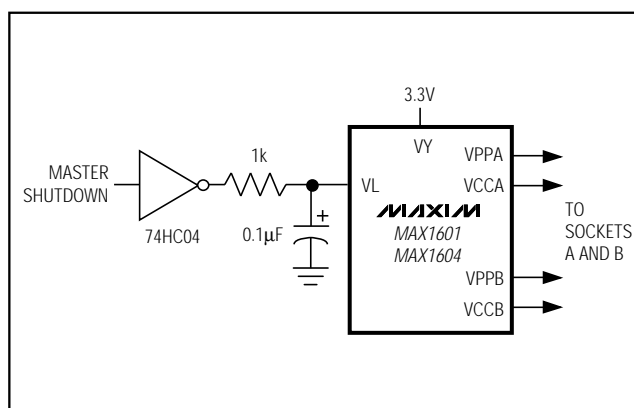 3.3V
VY
1k
MASTER
SHUTDOWN
74HC04
0.1μF
+
VL
MAXIM
MAX1601
MAX1604
VPPA
VCCA
VPPB
VCCB
TO
SOCKETS
A AND B